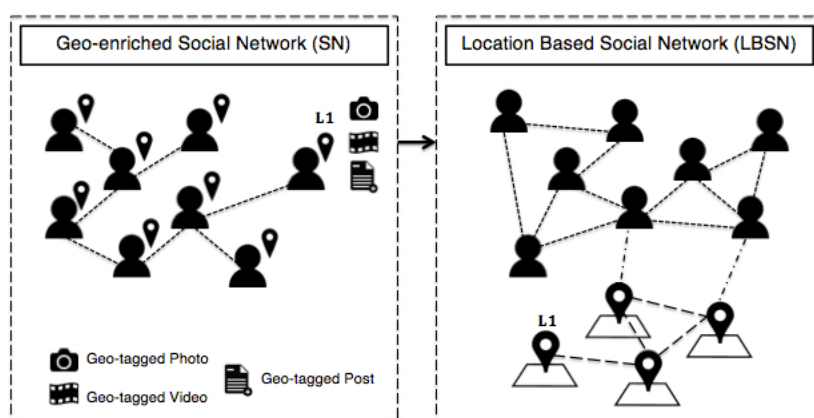 Geo-enriched Social Network (SN)
L1
Geo-tagged Photo
Geo-tagged Video
Geo-tagged Post
Location Based Social Network (LBSN)
L1